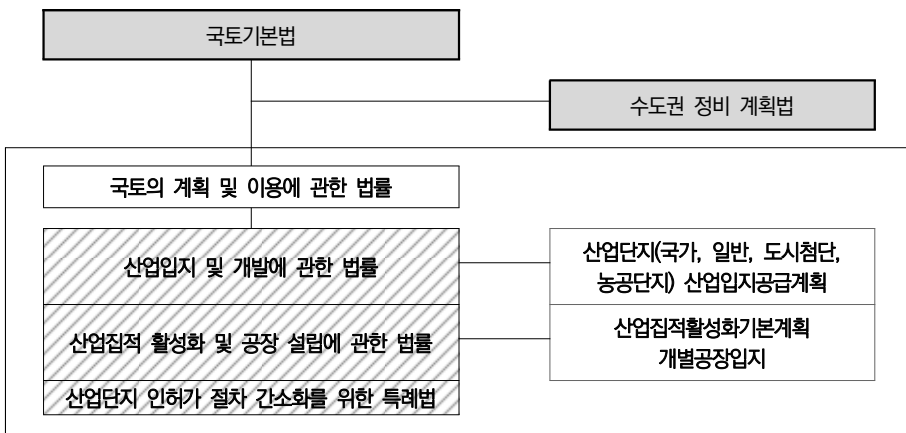 국토기본법
수도권 정비 계획법
국토의 계획 및 이용에 관한 법률
산업입지 및 개발에 관한 법률
산업단지(국가, 일반, 도시첨단,
농공단지) 산업입지공급계획
산업집적 활성화 및 공장 설립에 관한 법률
산업집적활성화기본계획
개별공장입지
산업단지 인허가 절차 간소화를 위한 특례법